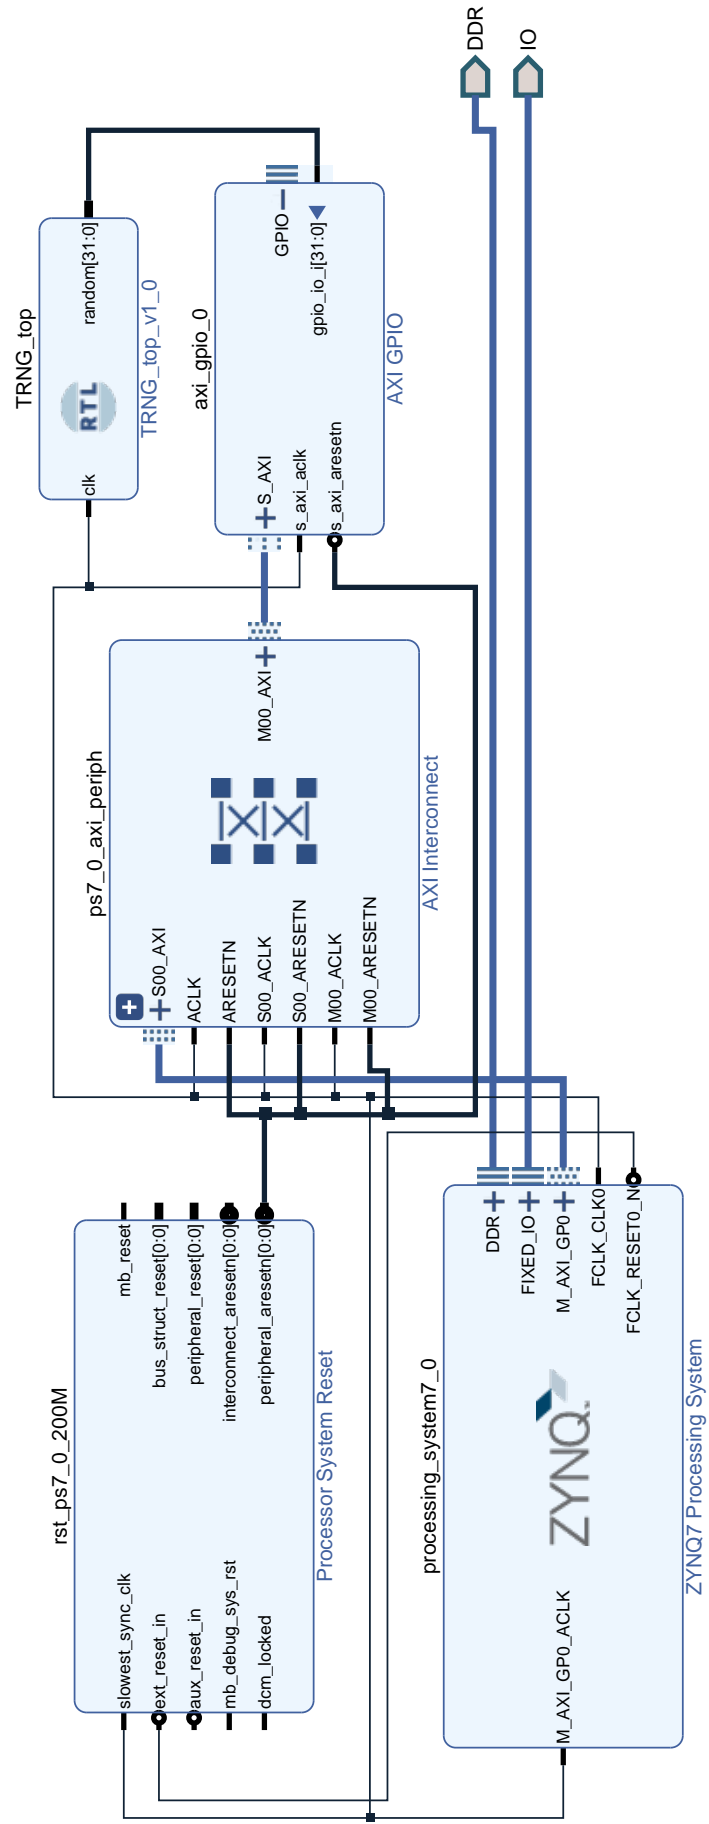 rst_ps7_0_200M
slowest_sync_clk
ext_reset_in
aux_reset_in
mb_debug_sys_rst
dcm_locked
mb_reset
bus_struct_reset[0:0]
peripheral_reset[0:0]
interconnect_aresetn[0:0]
peripheral_aresetn[0:0]
Processor System Reset
processing_system7_0
M_AXI_GP0_ACLK
ZYNQ
DDR
FIXED_IO
M_AXI_GP0
FCLK_CLK0
FCLK_RESET0_N
ZYNQ7 Processing System
ps7_0_axi_periph
S00_AXI
ACLK
ARESETN
S00_ACLK
S00_ARESETN
M00_ACLK
M00_ARESETN
M00_AXI
AXI Interconnect
TRNG_top
clk
RTL
random[31:0]
TRNG_top_v1_0
axi_gpio_0
S_AXI
s_axi_aclk
s_axi_aresetn
GPIO
gpio_io_i[31:0]
AXI GPIO
DDR
IO